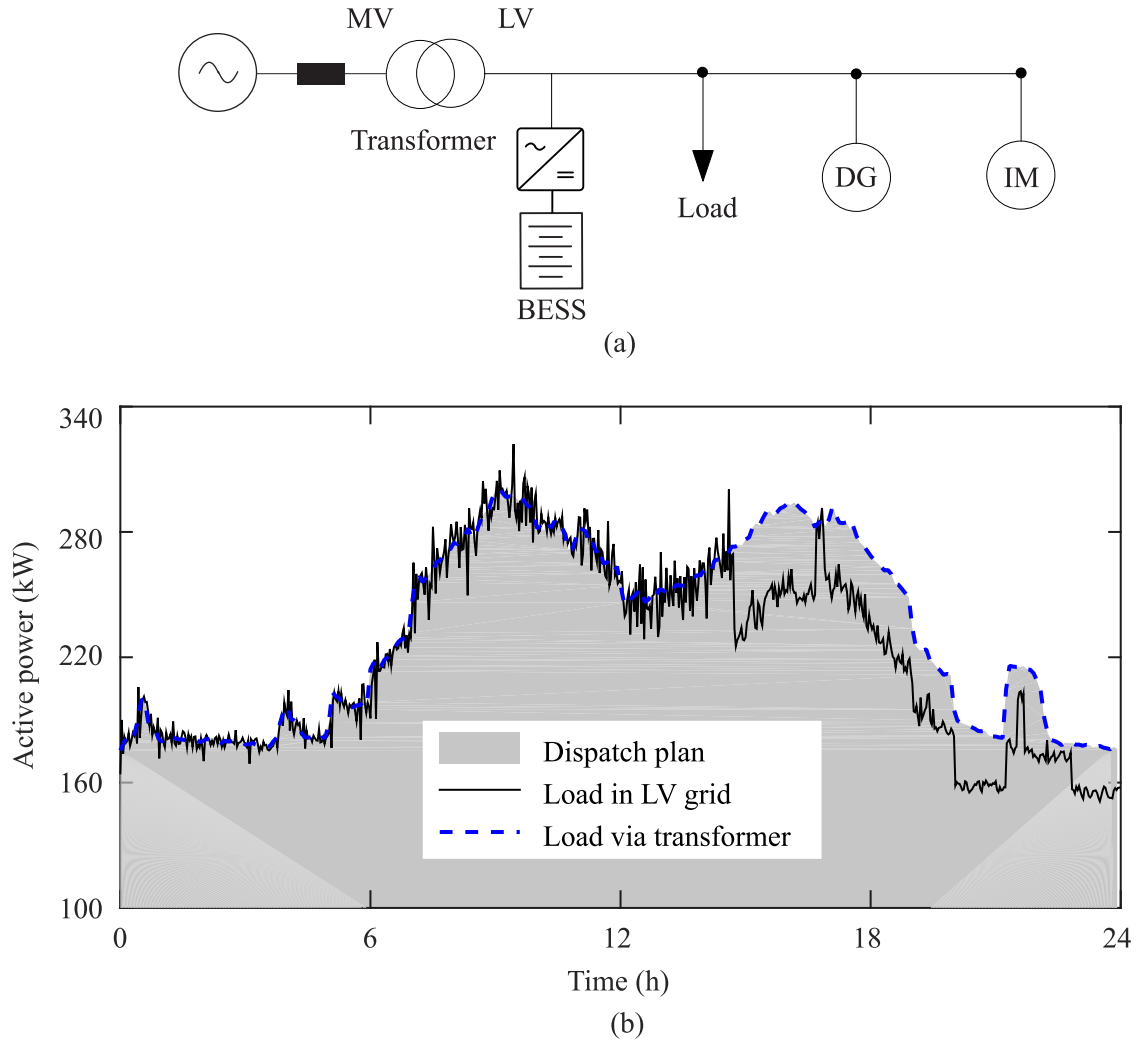 MV LV
Transformer
BESS
Load
DG
IM
(a)
340
280
220
160
100
Active power (kW)
Dispatch plan
Load in LV grid
Load via transformer
0 6 12 18 24
Time (h)
(b)